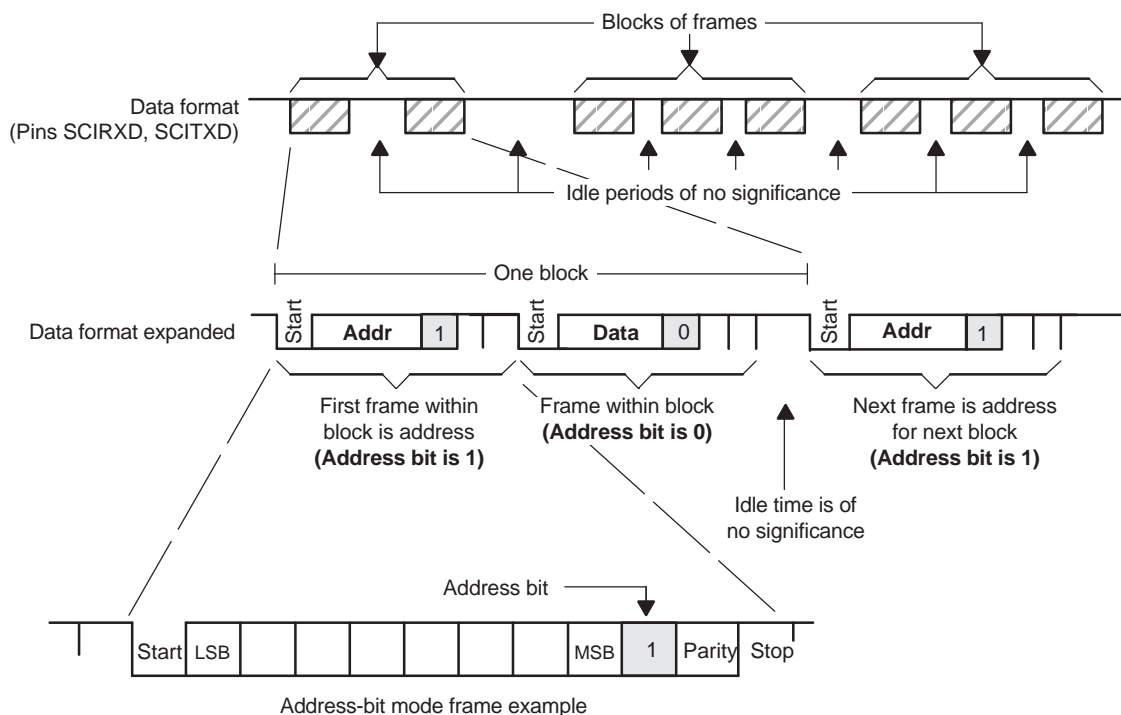 Blocks of frames
Data format
(Pins SCIRXD, SCITXD)
Idle periods of no significance
One block
Data format expanded
Start
Addr
1
Start
Data
0
Start
Addr
1
First frame within
block is address
(Address bit is 1)
Frame within block
(Address bit is 0)
Next frame is address
for next block
(Address bit is 1)
Idle time is of
no significance
Address bit
Start
LSB
MSB
1
Parity
Stop
Address-bit mode frame example